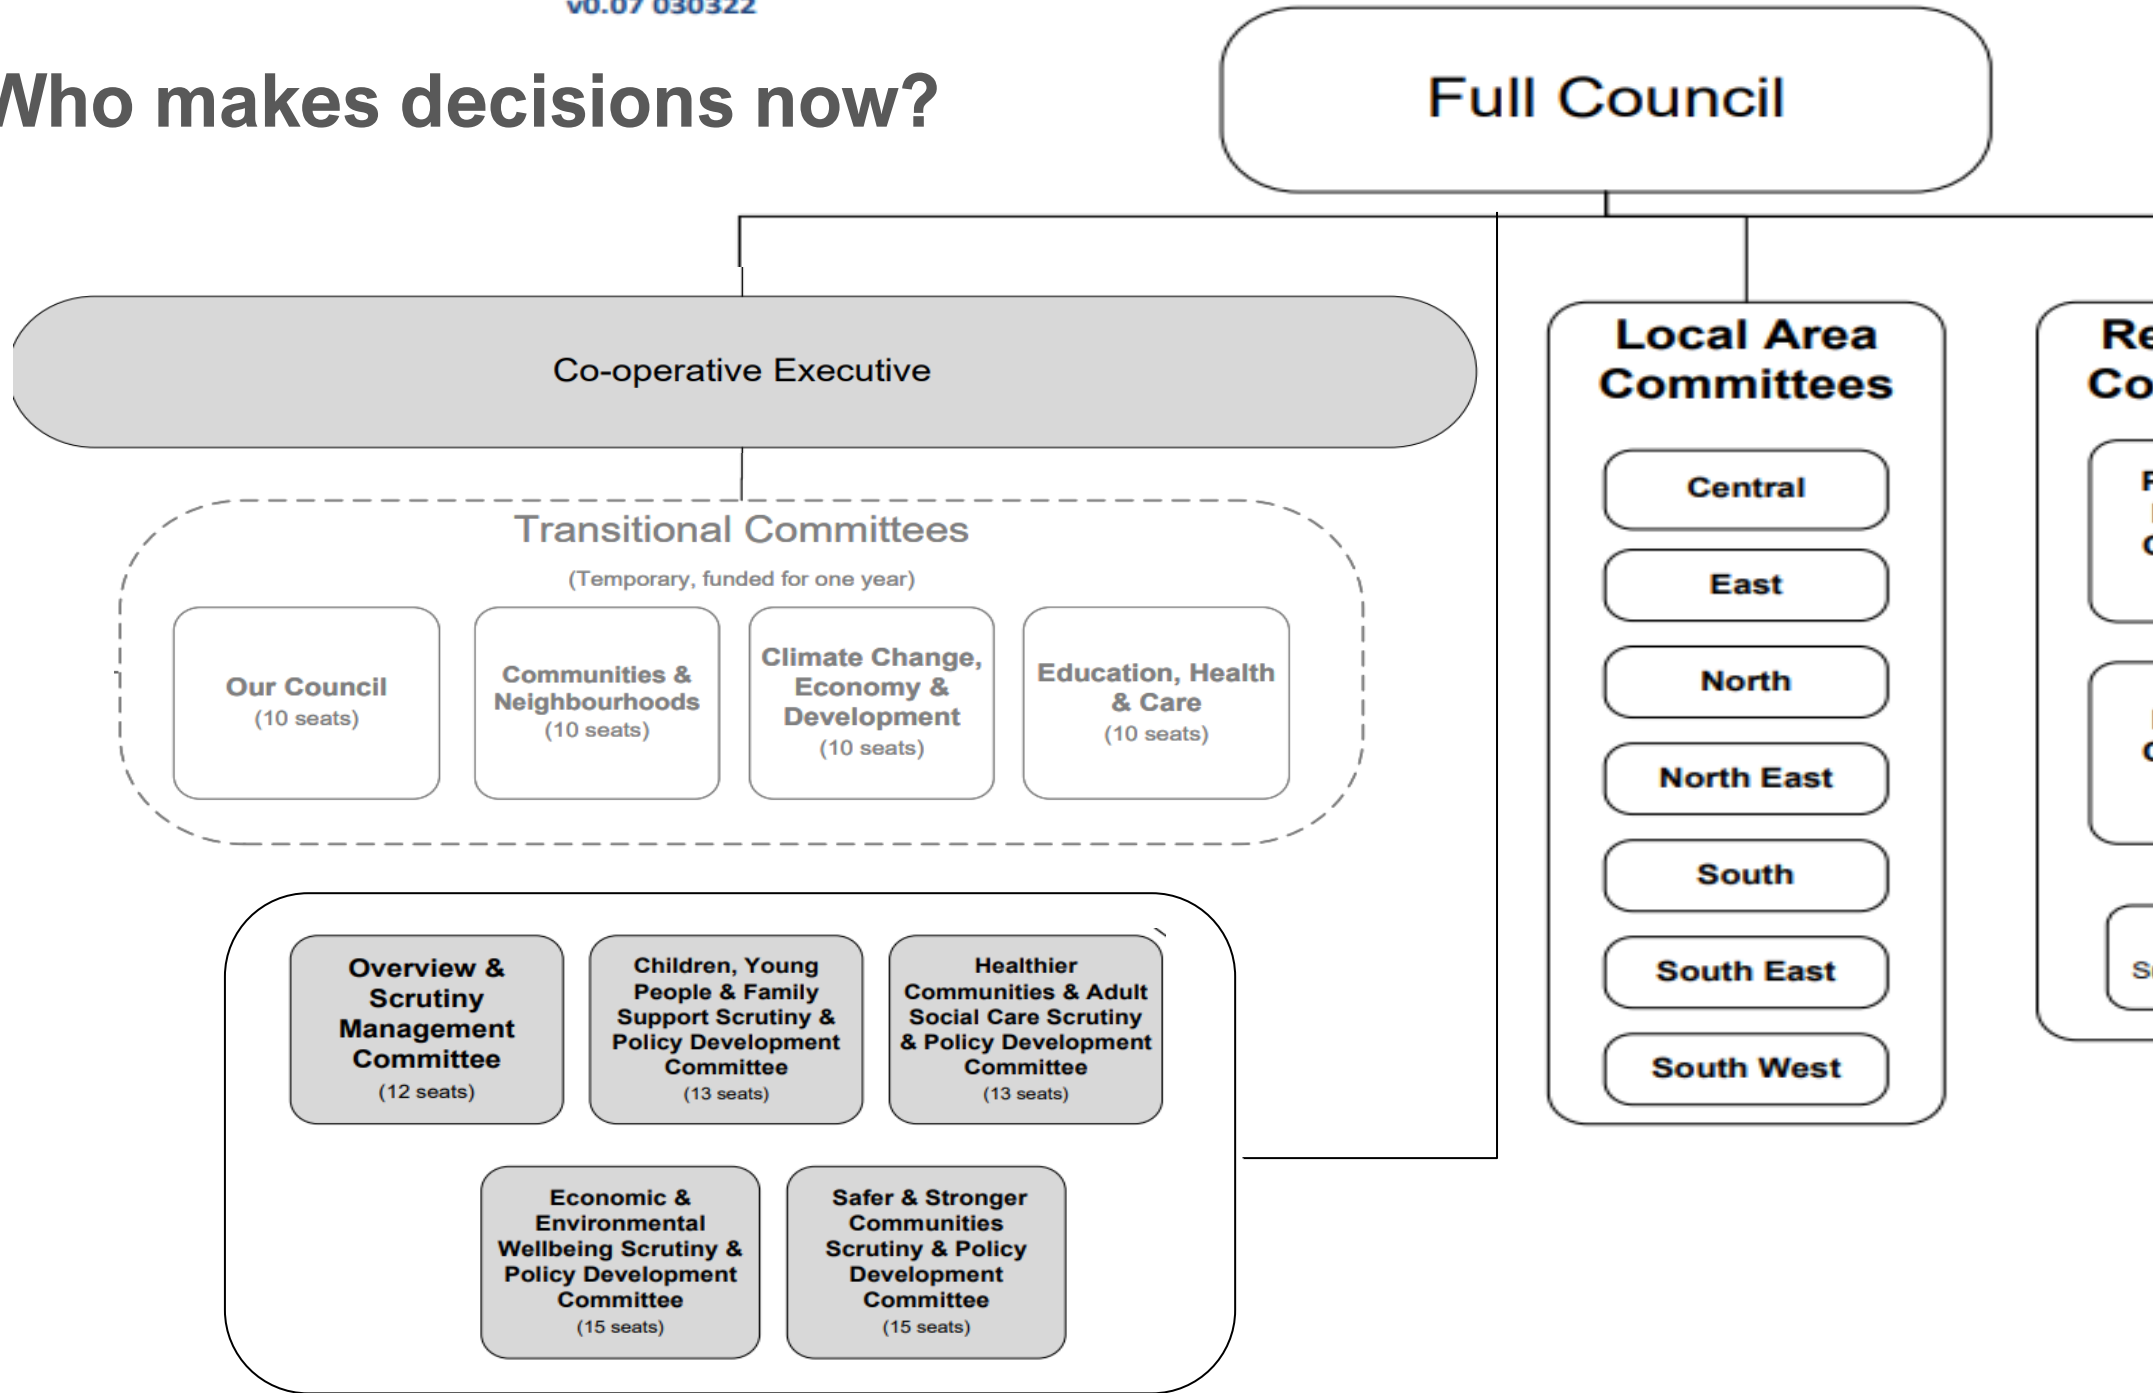 v0.07 030322
Who makes decisions now?
Full Council
Co-operative Executive
Transitional Committees
(Temporary, funded for one year)
Our Council
(10 seats)
Communities &
Neighbourhoods
(10 seats)
Climate Change,
Economy &
Development
(10 seats)
Education, Health
& Care
(10 seats)
Overview &
Scrutiny
Management
Committee
(12 seats)
Children, Young
People & Family
Support Scrutiny &
Policy Development
Committee
(13 seats)
Healthier
Communities & Adult
Social Care Scrutiny
& Policy Development
Committee
(13 seats)
Economic &
Environmental
Wellbeing Scrutiny &
Policy Development
Committee
(15 seats)
Safer & Stronger
Communities
Scrutiny & Policy
Development
Committee
(15 seats)
Local Area
Committees
Central
East
North
North East
South
South East
South West